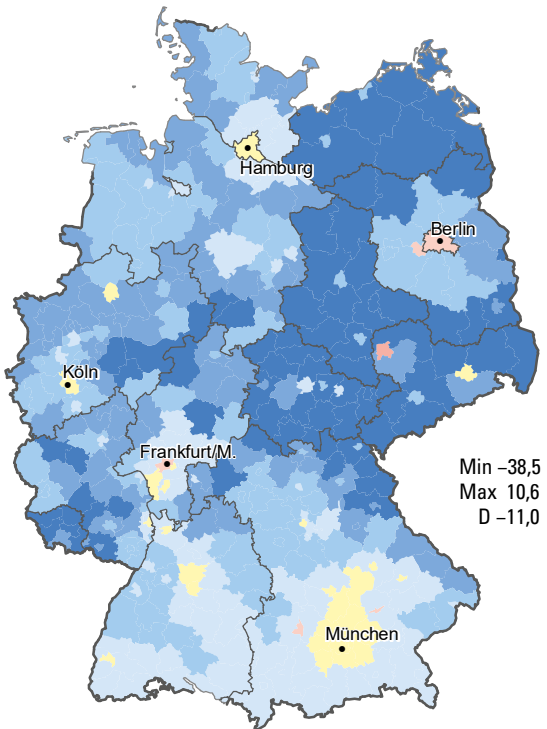 Hamburg
Berlin
Köln
Frankfurt/M.
Min –38,5
Max 10,6
D –11,0
München